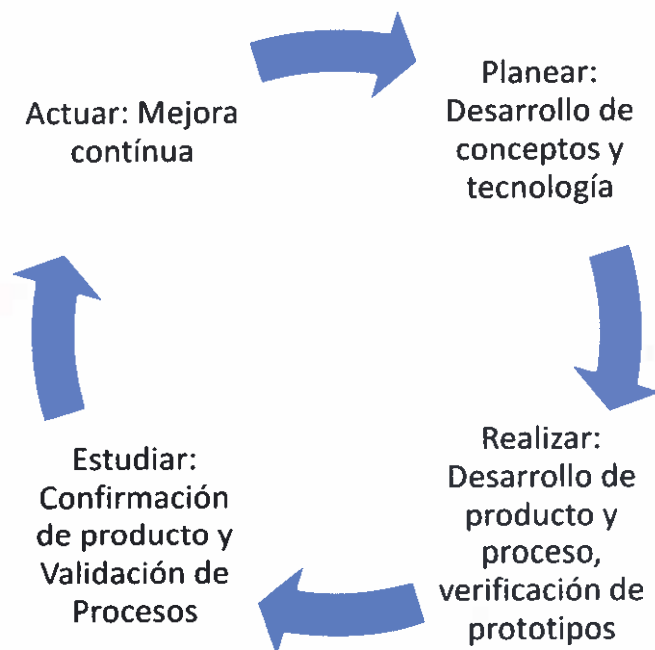 Planear:
Desarrollo de
conceptos y
tecnología
Realizar:
Desarrollo de
producto y
proceso,
verificación de
prototipos
Estudiar:
Confirmación
de producto y
Validación de
Procesos
Actuar: Mejora
contínua